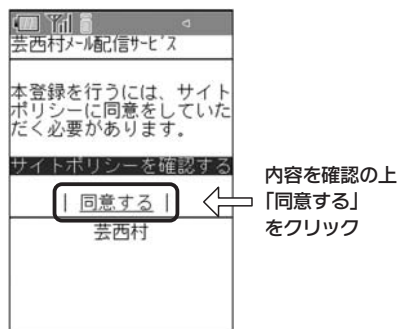 芸西村ﾒｰﾙ配信ｻｰﾋﾞｽ
本登録を行うには、サイト
ポリシーに同意をしていた
だく必要があります。
サイトポリシーを確認する
| 同意する |
芸西村
内容を確認の上
「同意する」
をクリック